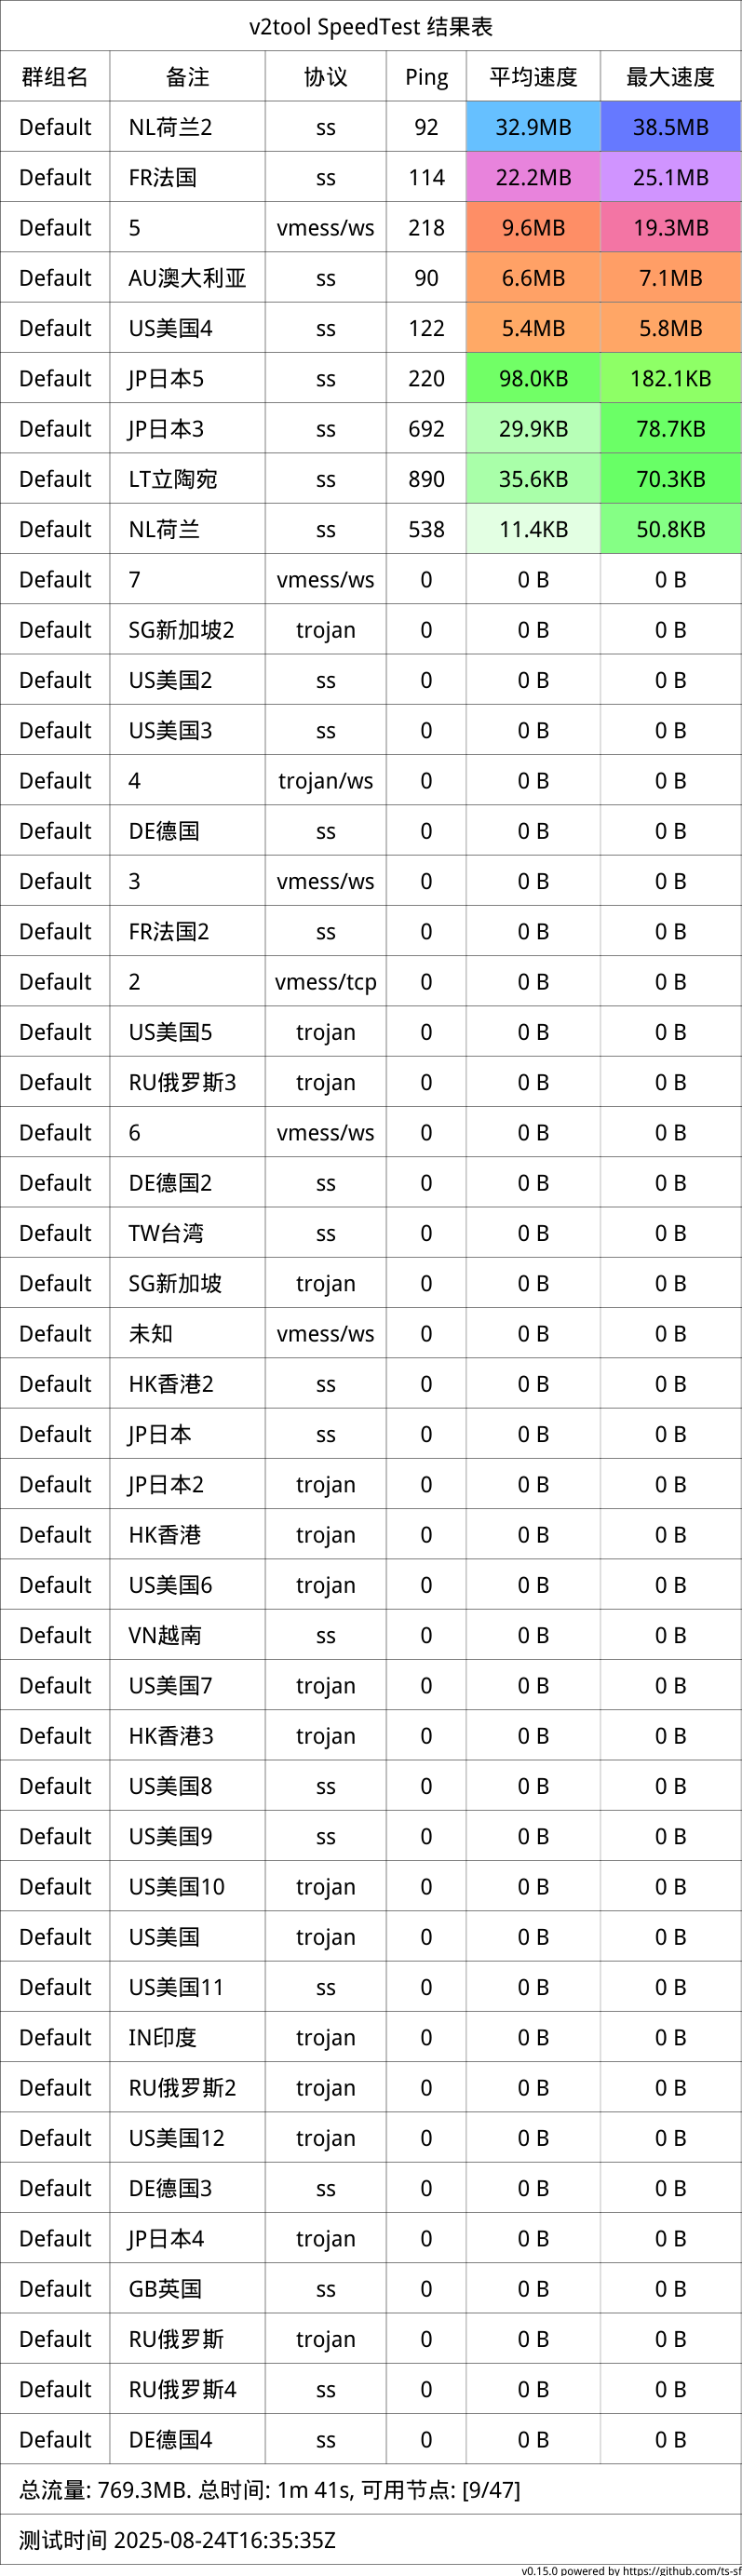 v2tool SpeedTest 结果表
群组名 备注 协议 Ping 平均速度 最大速度
Default NL荷兰2 ss 92 32.9MB 38.5MB
Default FR法国 ss 114 22.2MB 25.1MB
Default 5 vmess/ws 218 9.6MB 19.3MB
Default AU澳大利亚 ss 90 6.6MB 7.1MB
Default US美国4 ss 122 5.4MB 5.8MB
Default JP日本5 ss 220 98.0KB 182.1KB
Default JP日本3 ss 692 29.9KB 78.7KB
Default LT立陶宛 ss 890 35.6KB 70.3KB
Default NL荷兰 ss 538 11.4KB 50.8KB
Default 7 vmess/ws 0 0 B 0 B
Default SG新加坡2 trojan 0 0 B 0 B
Default US美国2 ss 0 0 B 0 B
Default US美国3 ss 0 0 B 0 B
Default 4 trojan/ws 0 0 B 0 B
Default DE德国 ss 0 0 B 0 B
Default 3 vmess/ws 0 0 B 0 B
Default FR法国2 ss 0 0 B 0 B
Default 2 vmess/tcp 0 0 B 0 B
Default US美国5 trojan 0 0 B 0 B
Default RU俄罗斯3 trojan 0 0 B 0 B
Default 6 vmess/ws 0 0 B 0 B
Default DE德国2 ss 0 0 B 0 B
Default TW台湾 ss 0 0 B 0 B
Default SG新加坡 trojan 0 0 B 0 B
Default 未知 vmess/ws 0 0 B 0 B
Default HK香港2 ss 0 0 B 0 B
Default JP日本 ss 0 0 B 0 B
Default JP日本2 trojan 0 0 B 0 B
Default HK香港 trojan 0 0 B 0 B
Default US美国6 trojan 0 0 B 0 B
Default VN越南 ss 0 0 B 0 B
Default US美国7 trojan 0 0 B 0 B
Default HK香港3 trojan 0 0 B 0 B
Default US美国8 ss 0 0 B 0 B
Default US美国9 ss 0 0 B 0 B
Default US美国10 trojan 0 0 B 0 B
Default US美国 trojan 0 0 B 0 B
Default US美国11 ss 0 0 B 0 B
Default IN印度 trojan 0 0 B 0 B
Default RU俄罗斯2 trojan 0 0 B 0 B
Default US美国12 trojan 0 0 B 0 B
Default DE德国3 ss 0 0 B 0 B
Default JP日本4 trojan 0 0 B 0 B
Default GB英国 ss 0 0 B 0 B
Default RU俄罗斯 trojan 0 0 B 0 B
Default RU俄罗斯4 ss 0 0 B 0 B
Default DE德国4 ss 0 0 B 0 B
总流量: 769.3MB. 总时间: 1m 41s, 可用节点: [9/47]
测试时间 2025-08-24T16:35:35Z
v0.15.0 powered by https://github.com/ts-sf